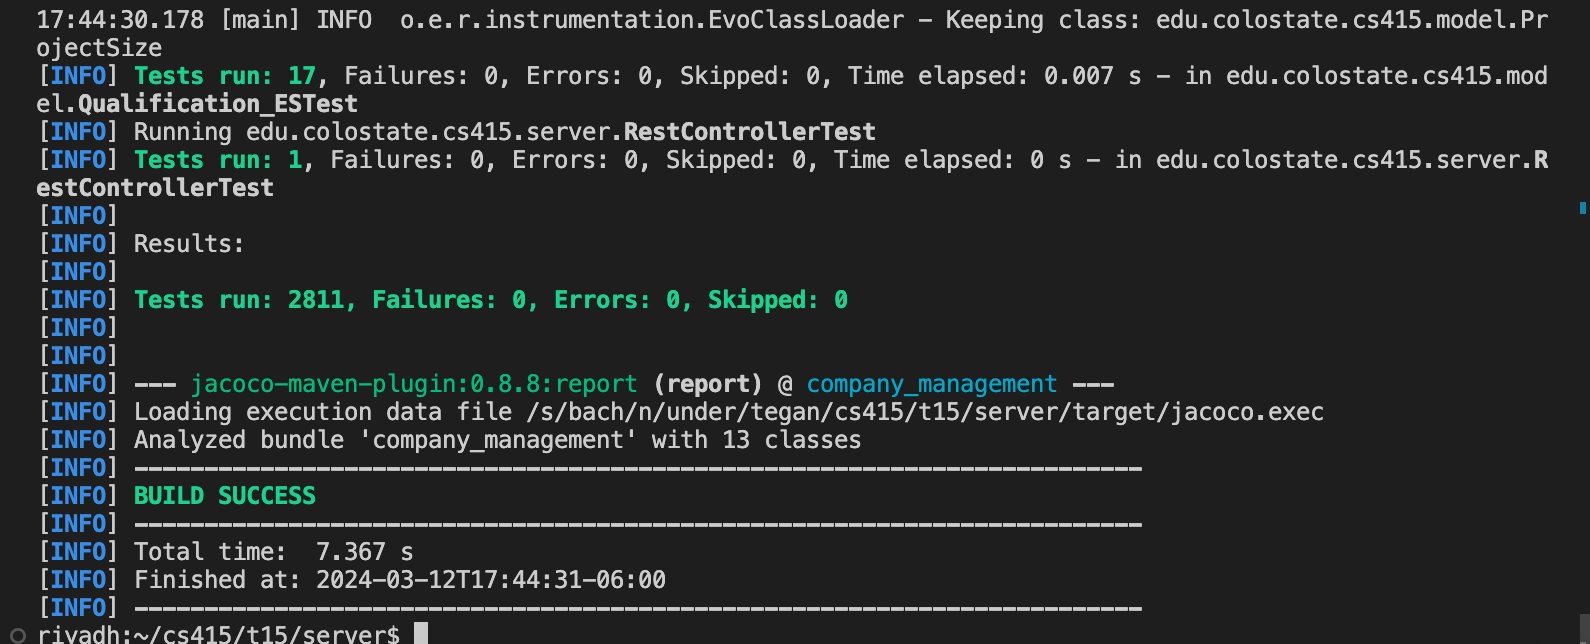 17:44:30.178 [main] INFO  o.e.r.instrumentation.EvoClassLoader - Keeping class: edu.colostate.cs415.model.Pr
ojectSize
[INFO] Tests run: 17, Failures: 0, Errors: 0, Skipped: 0, Time elapsed: 0.007 s - in edu.colostate.cs415.mod
el.Qualification_ESTest
[INFO] Running edu.colostate.cs415.server.RestControllerTest
[INFO] Tests run: 1, Failures: 0, Errors: 0, Skipped: 0, Time elapsed: 0 s - in edu.colostate.cs415.server.R
estControllerTest
[INFO]
[INFO] Results:
[INFO]
[INFO] Tests run: 2811, Failures: 0, Errors: 0, Skipped: 0
[INFO]
[INFO]
[INFO] --- jacoco-maven-plugin:0.8.8:report (report) @ company_management ---
[INFO] Loading execution data file /s/bach/n/under/tegan/cs415/t15/server/target/jacoco.exec
[INFO] Analyzed bundle 'company_management' with 13 classes
[INFO] ------------------------------------------------------------------------
[INFO] BUILD SUCCESS
[INFO] ------------------------------------------------------------------------
[INFO] Total time:  7.367 s
[INFO] Finished at: 2024-03-12T17:44:31-06:00
[INFO] ------------------------------------------------------------------------
riyadh:~/cs415/t15/server$